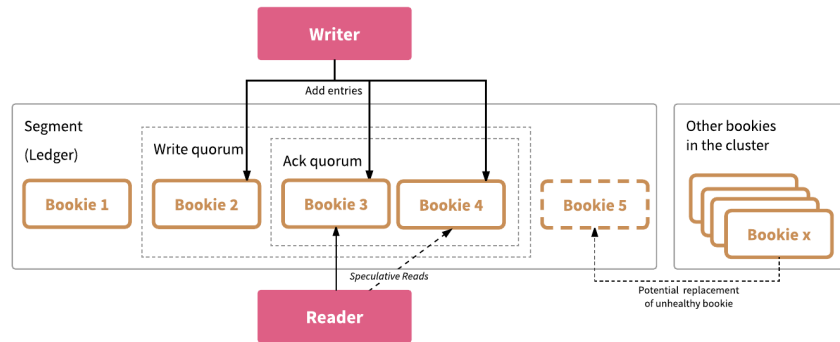 Writer
Add entries
Segment
(Ledger)
Write quorum
Ack quorum
Bookie 1
Bookie 2
Bookie 3
Bookie 4
Bookie 5
Other bookies
in the cluster
Bookie x
Speculative Reads
Potential replacement
of unhealthy bookie
Reader